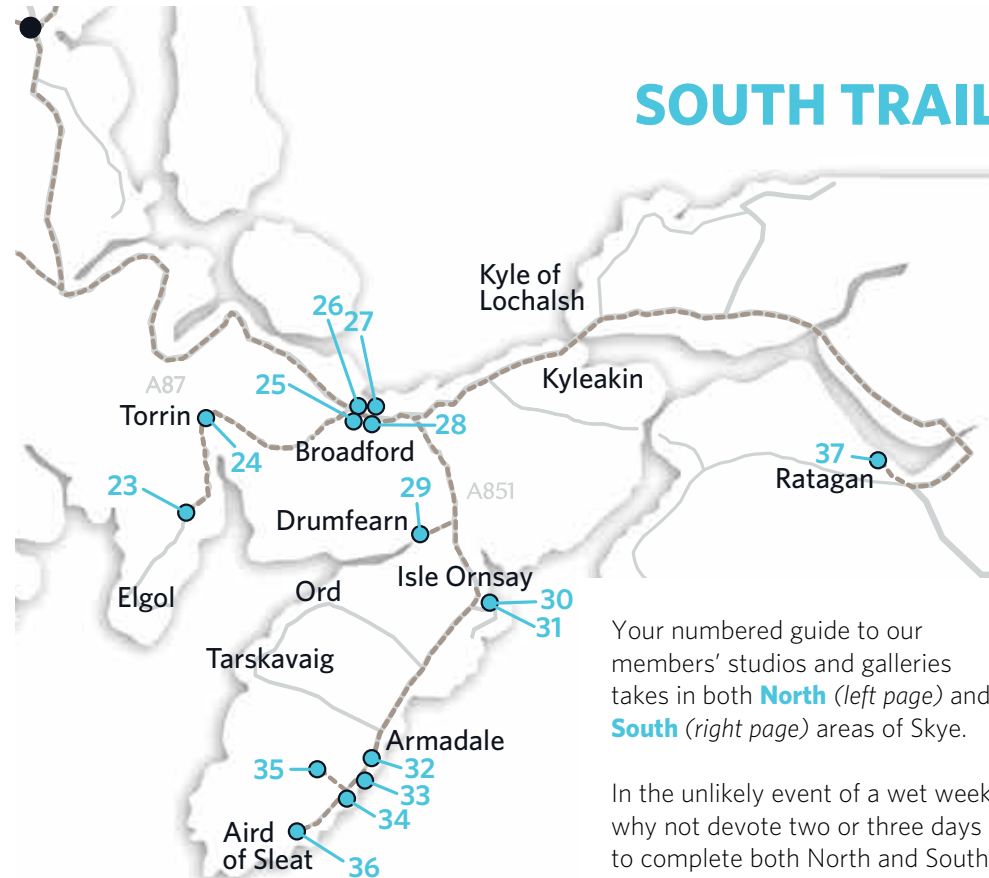 SOUTH TRAIL
Kyle of
Lochalsh
26
27
Kyleakin
A87
25
Torrin
28
Broadford
24
37
Ratagan
23
29
A851
Drumfearn
Isle Ornsay
Elgol
Ord
30
31
Tarskavaig
Armadale
32
35
33
34
Aird
of Sleat
36
Your numbered guide to our
members’ studios and galleries
takes in both North (left page) and
South (right page) areas of Skye.
In the unlikely event of a wet week
why not devote two or three days
to complete both North and South